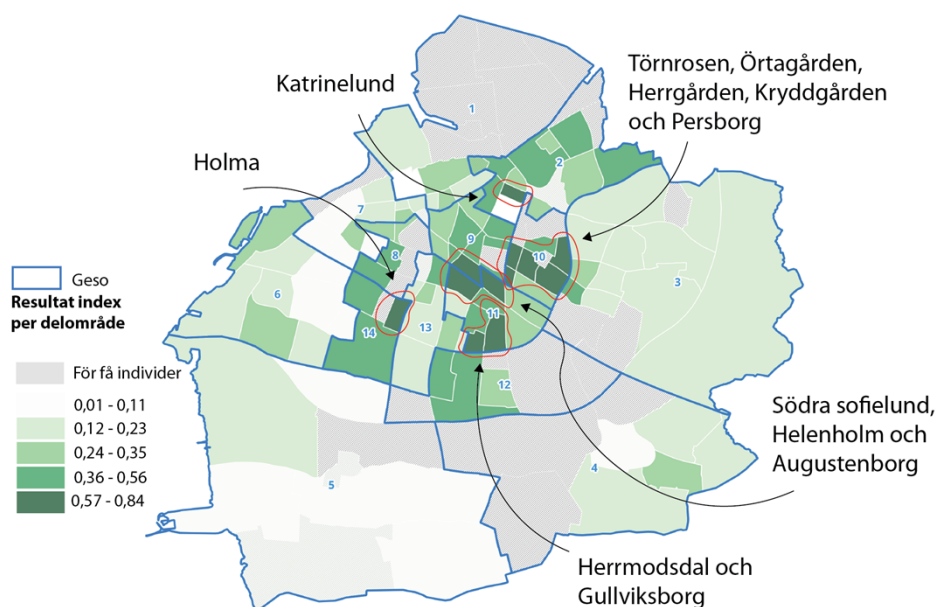 Törnrosen, Örtagården,
Herrgården, Kryddgården
och Persborg
Katrinelund
Holma
1
2
7
9
8
10
3
6
11
13
14
12
4
5
Geso
Resultat index
per delområde
För få individer
0,01 - 0,11
0,12 - 0,23
0,24 - 0,35
0,36 - 0,56
0,57 - 0,84
Södra sofielund,
Helenholm och
Augustenborg
Herrmodsdal och
Gullviksborg